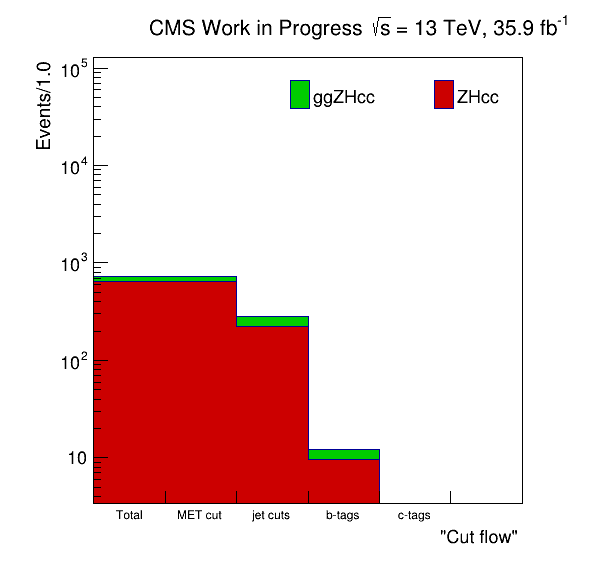 CMS Work in Progress √s = 13 TeV, 35.9 fb⁻¹
Events/1.0
10⁵
10⁴
10³
10²
10
ggZHcc
ZHcc
Total MET cut jet cuts b-tags c-tags
"Cut flow"